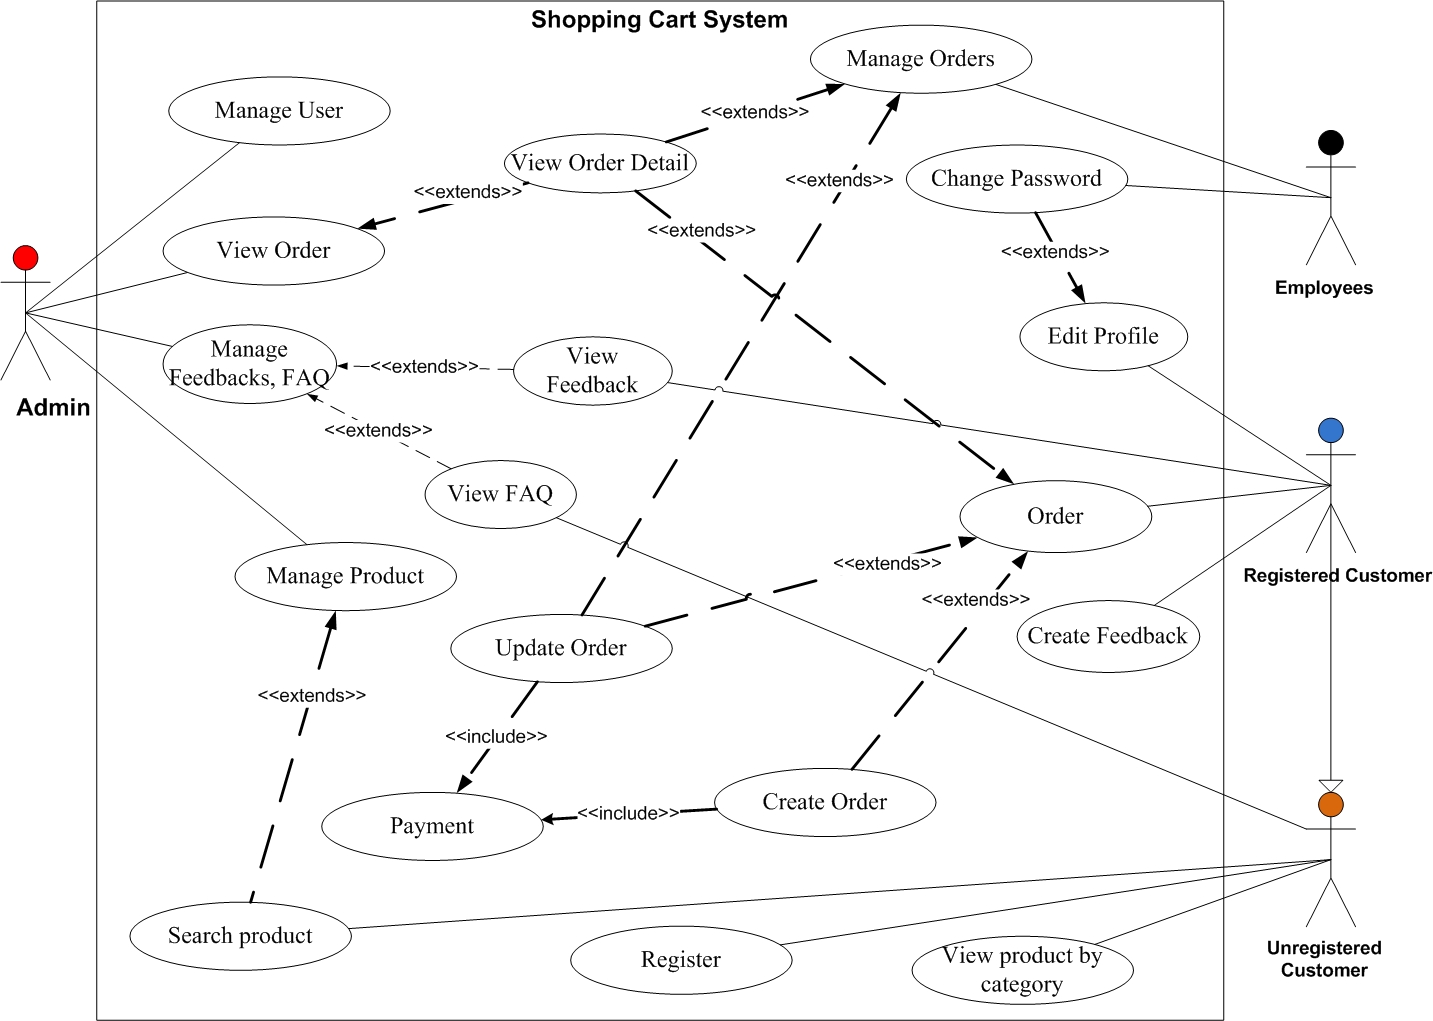 Shopping Cart System
Manage Orders
Manage User
<<extends>>
View Order Detail
<<extends>>
Change Password
<<extends>>
<<extends>>
View Order
<<extends>>
Employees
Edit Profile
Manage
Feedbacks, FAQ
<<extends>>
View
Feedback
Admin
<<extends>>
View FAQ
Order
<<extends>>
Manage Product
Registered Customer
<<extends>>
Create Feedback
Update Order
<<extends>>
<<include>>
Create Order
<<include>>
Payment
Search product
Register
View product by
category
Unregistered
Customer